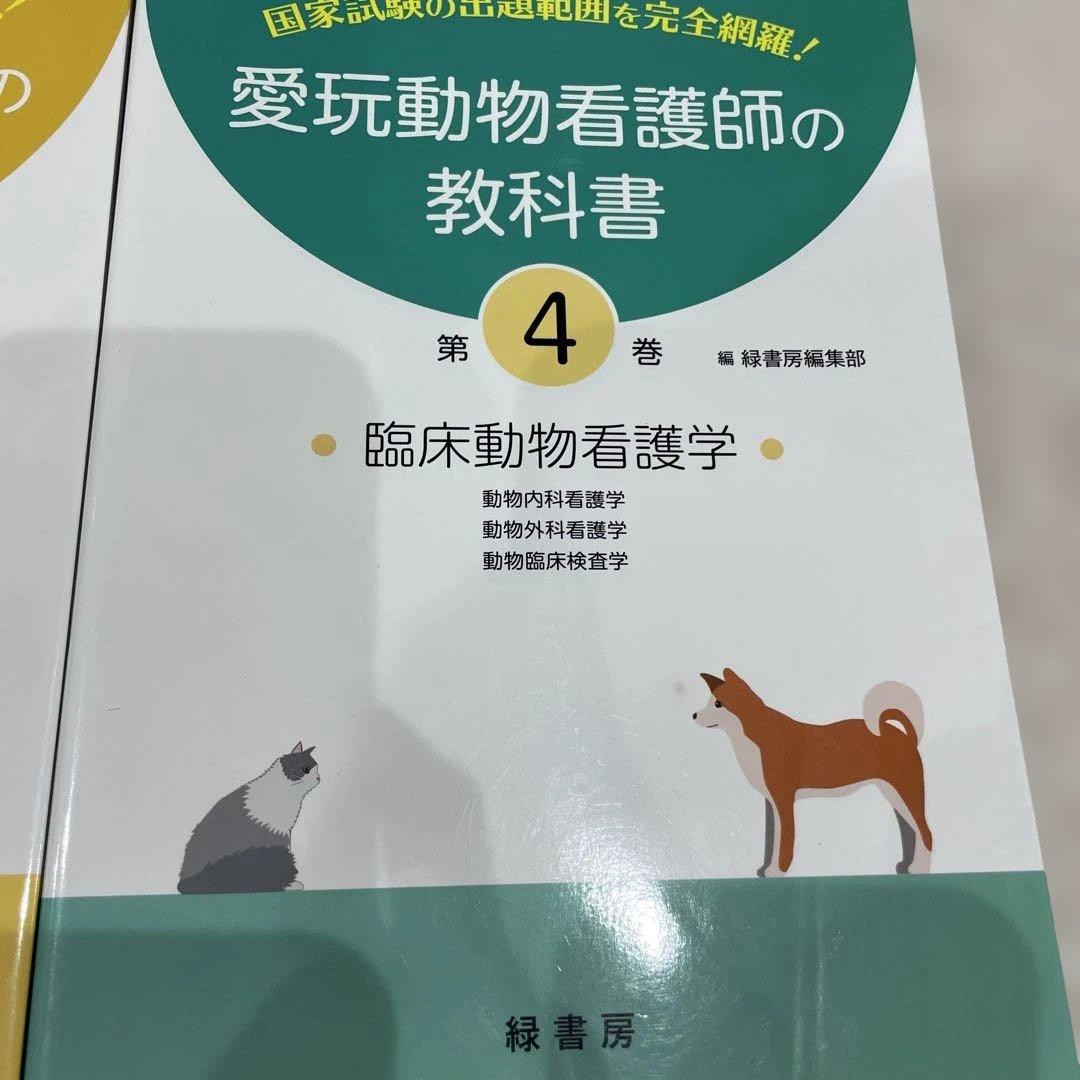 国家試験の出題範囲を完全網羅！
愛玩動物看護師の
教科書
第 4 巻
編 緑書房編集部
臨床動物看護学
動物内科看護学
動物外科看護学
動物臨床検査学
緑書房
！
の